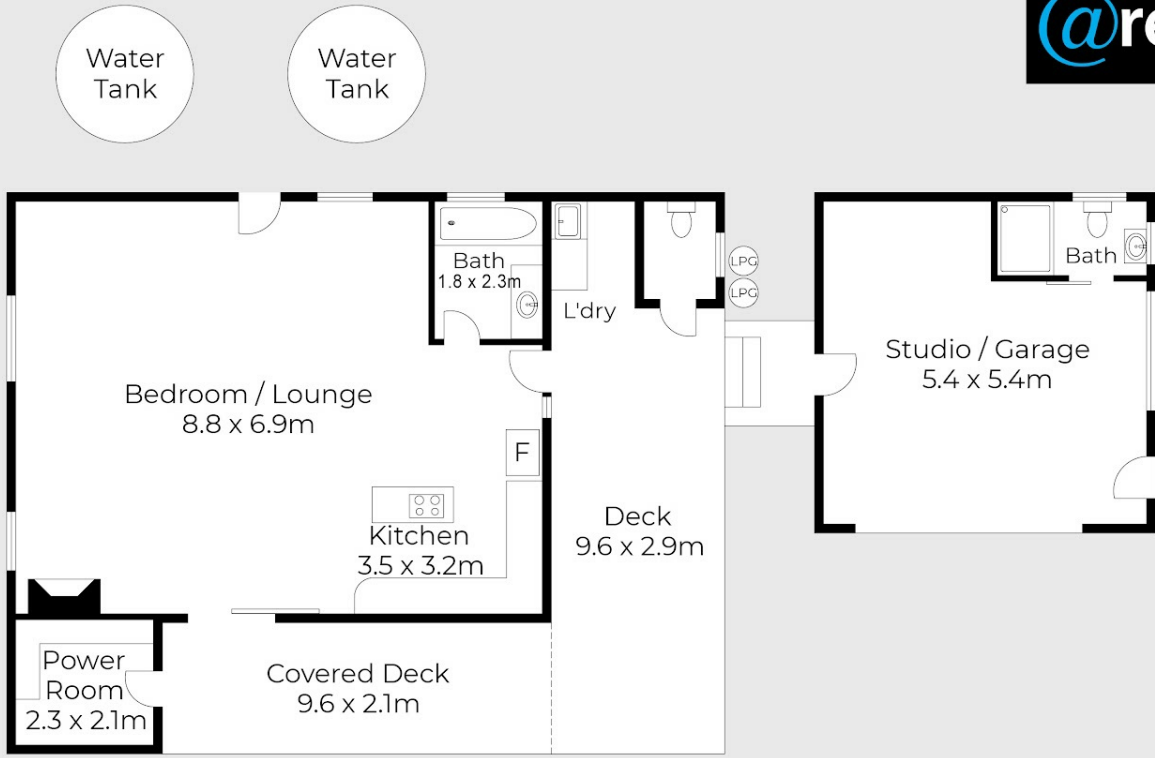 Water
Tank
Water
Tank
@re
Bath
1.8 x 2.3m
L'dry
LPG
LPG
Bath
Bedroom / Lounge
8.8 x 6.9m
Studio / Garage
5.4 x 5.4m
F
Kitchen
3.5 x 3.2m
Deck
9.6 x 2.9m
Power
Room
2.3 x 2.1m
Covered Deck
9.6 x 2.1m